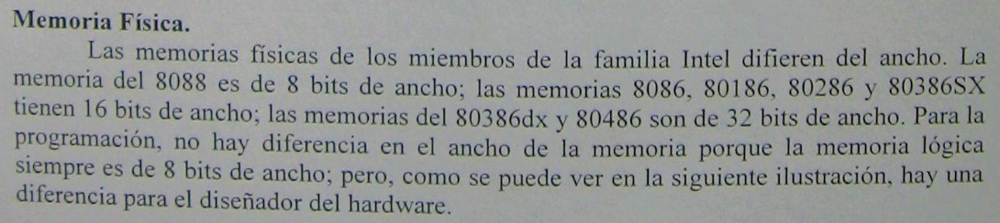 Memoria Física.
Las memorias físicas de los miembros de la familia Intel difieren del ancho. La
memoria del 8088 es de 8 bits de ancho; las memorias 8086, 80186, 80286 y 80386SX
tienen 16 bits de ancho; las memorias del 80386dx y 80486 son de 32 bits de ancho. Para la
programación, no hay diferencia en el ancho de la memoria porque la memoria lógica
siempre es de 8 bits de ancho; pero, como se puede ver en la siguiente ilustración, hay una
diferencia para el diseñador del hardware.